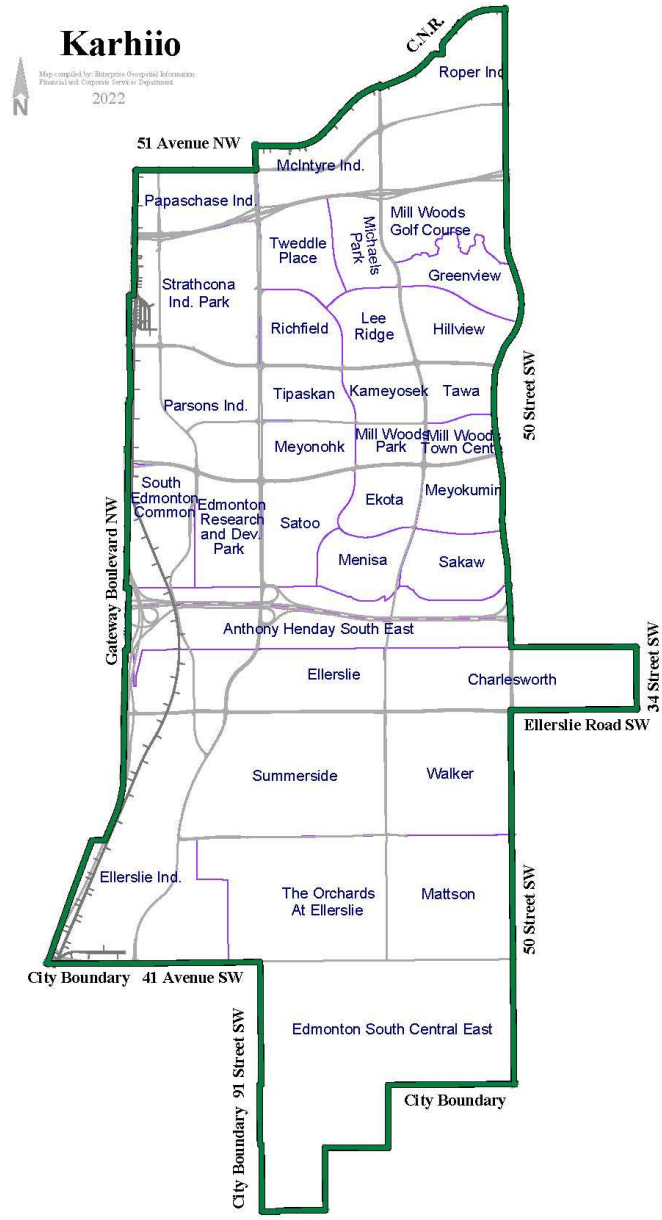 Karhiio
Map compiled by: Enterprise Geospatial Information
Financial and Corporate Services Department
2022
N
C.N.R.
Roper Ind
51 Avenue NW
McIntyre Ind.
Papaschase Ind.
Mill Woods
Golf Course
Michaels
Park
Tweddle
Place
Greenview
Strathcona
Ind. Park
Richfield
Lee
Ridge
Hillview
50 Street SW
Tipaskan
Kameyosek
Tawa
Parsons Ind.
Meyonohk
Mill Woods
Park
Mill Wood
Town Cent
South
Edmonton
Common
Edmonton
Research
and Dev.
Park
Satoo
Ekota
Meyokumin
Menisa
Sakaw
Gateway Boulevard NW
Anthony Henday South East
Ellerslie
Charlesworth
34 Street SW
Ellerslie Road SW
Summerside
Walker
Ellerslie Ind.
The Orchards
At Ellerslie
Mattson
50 Street SW
City Boundary 41 Avenue SW
Edmonton South Central East
City Boundary 91 Street SW
City Boundary